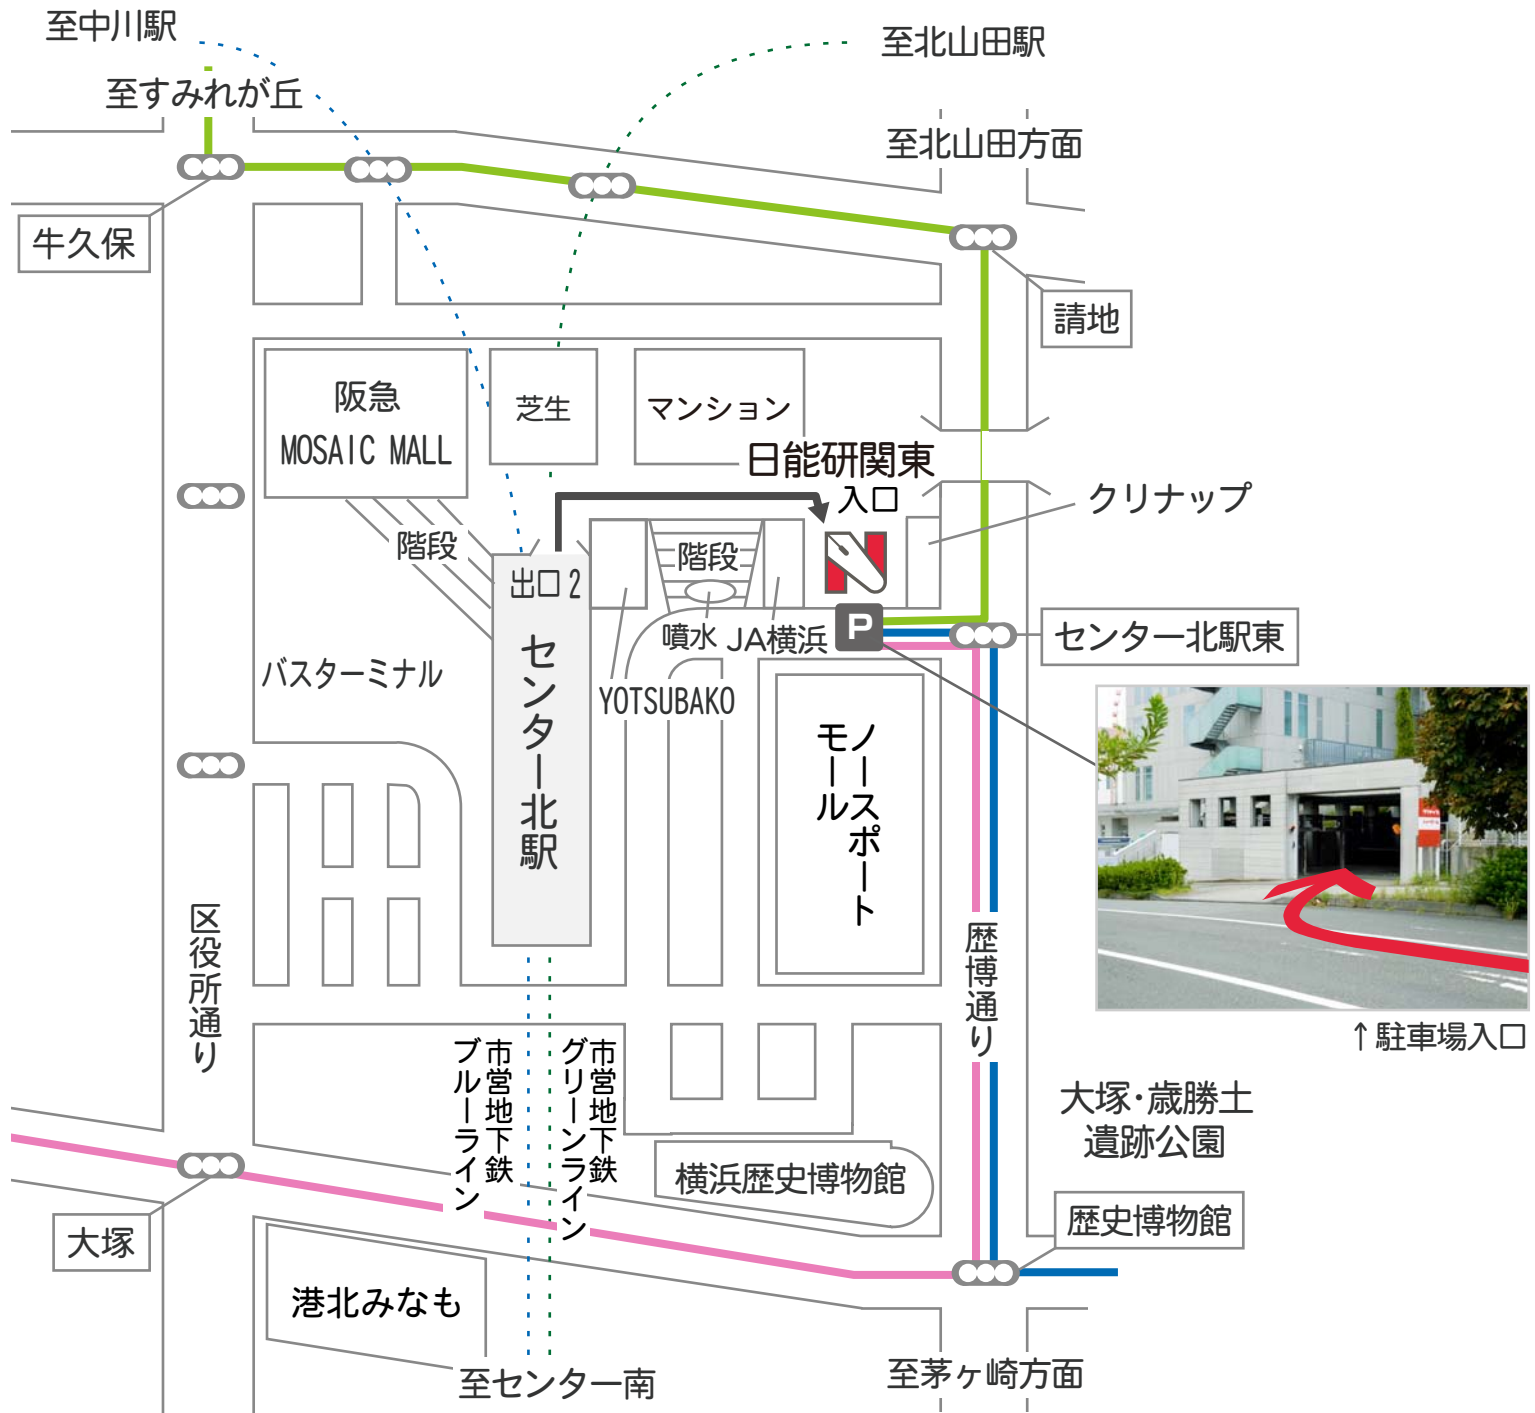 至中川駅
至北山田駅
至すみれが丘
至北山田方面
牛久保
請地
阪急
MOSAIC MALL
芝生
マンション
日能研関東
入口
クリナップ
階段
階段
出口2
センター北駅
噴水
JA横浜
P
センター北駅東
バスターミナル
YOTSUBAKO
ノースポート
モール
区役所通り
歴博通り
↑駐車場入口
市営地下鉄
ブルーライン
市営地下鉄
グリーンライン
大塚・歳勝土
遺跡公園
横浜歴史博物館
歴史博物館
大塚
港北みなも
至センター南
至茅ヶ崎方面